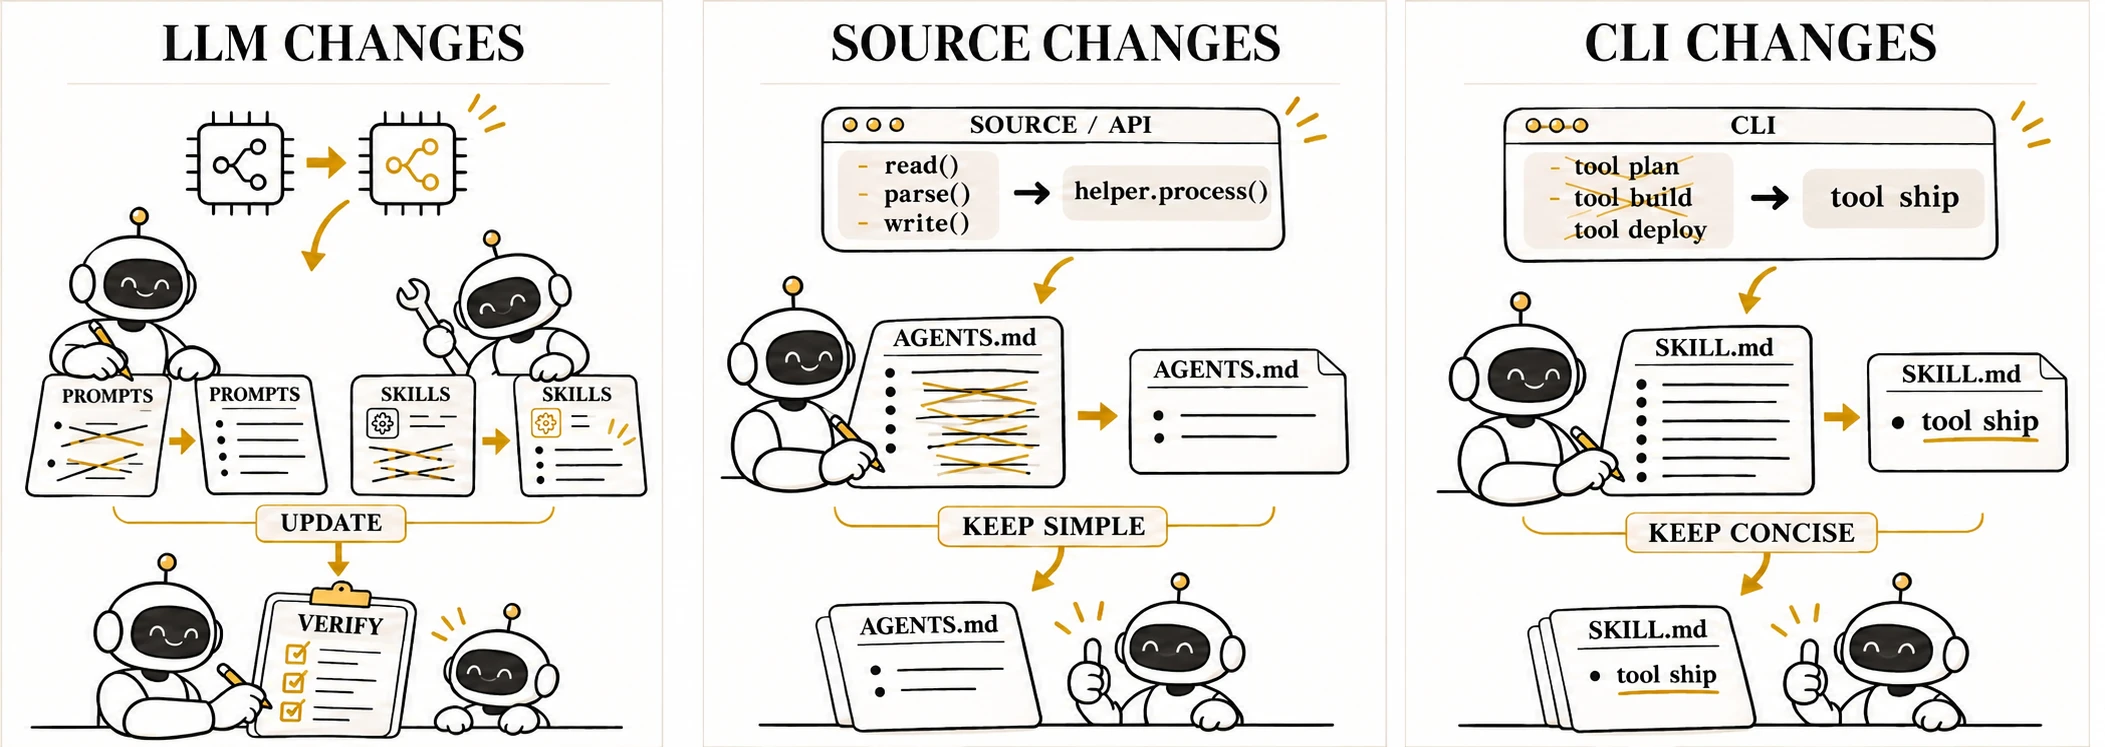 LLM CHANGES
PROMPTS
PROMPTS
SKILLS
SKILLS
UPDATE
VERIFY
SOURCE CHANGES
SOURCE / API
- read()
- parse()
- write()
helper.process()
AGENTS.md
AGENTS.md
KEEP SIMPLE
AGENTS.md
CLI CHANGES
CLI
- tool plan
- tool build
tool deploy
tool ship
SKILL.md
SKILL.md
• tool ship
KEEP CONCISE
SKILL.md
• tool ship